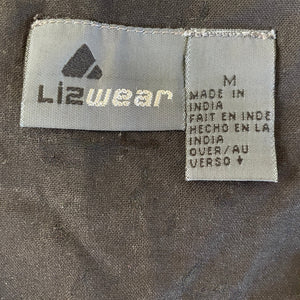 Lizwear
M
MADE IN
INDIA
FAIT EN INDE
HECHO EN LA
INDIA
OVER/AU
VERSO ↓